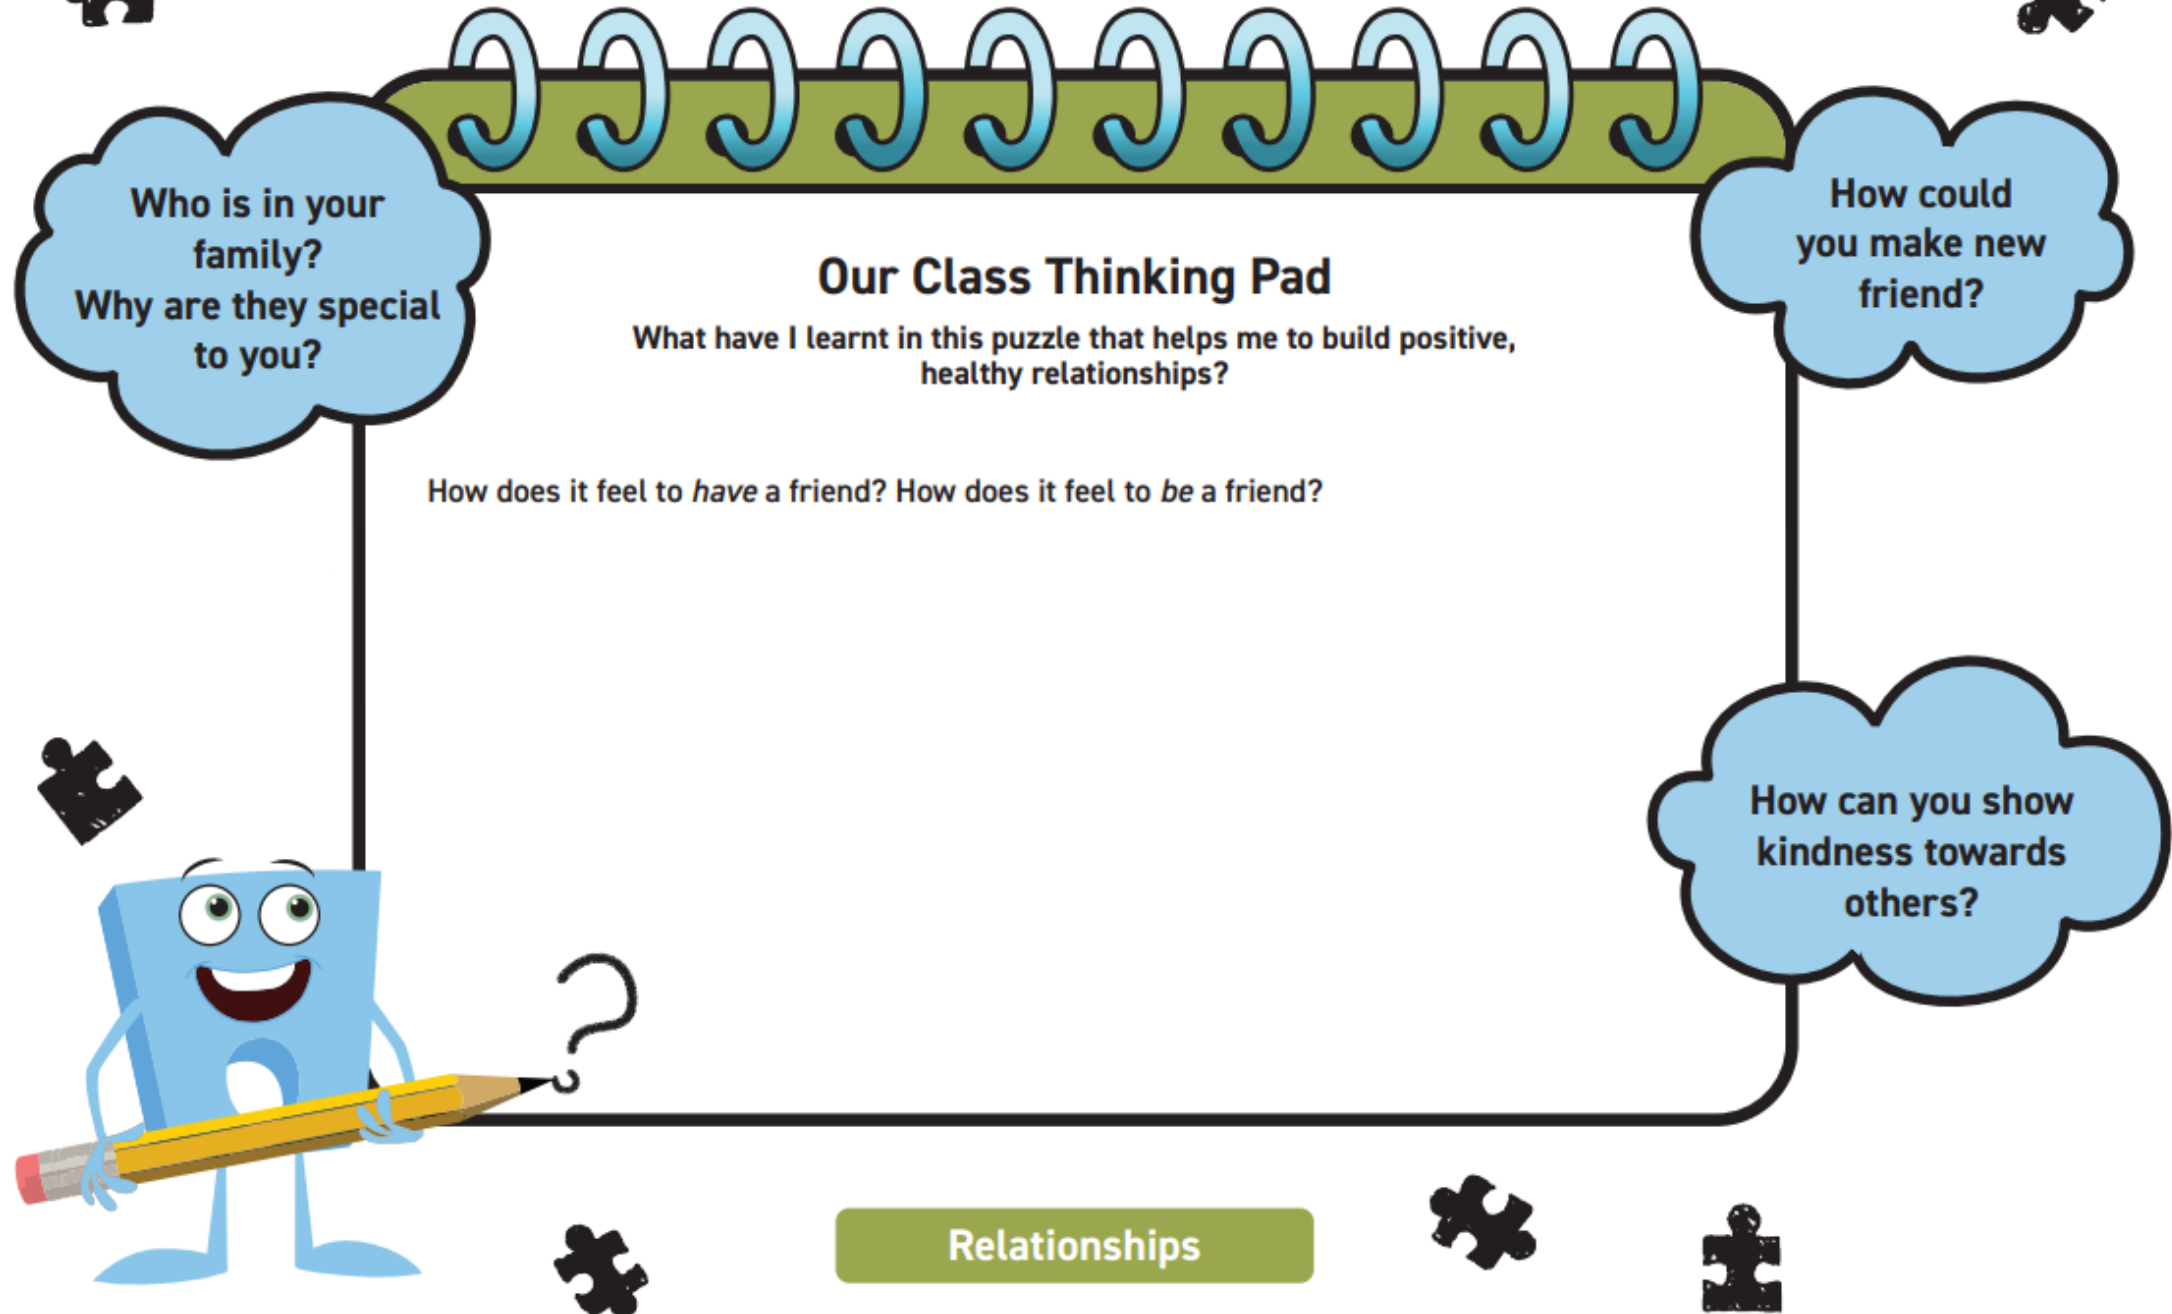 Who is in your
family?
Why are they special
to you?
How could
you make new
friend?
Our Class Thinking Pad
What have I learnt in this puzzle that helps me to build positive,
healthy relationships?
How does it feel to have a friend? How does it feel to be a friend?
How can you show
kindness towards
others?
?
Relationships